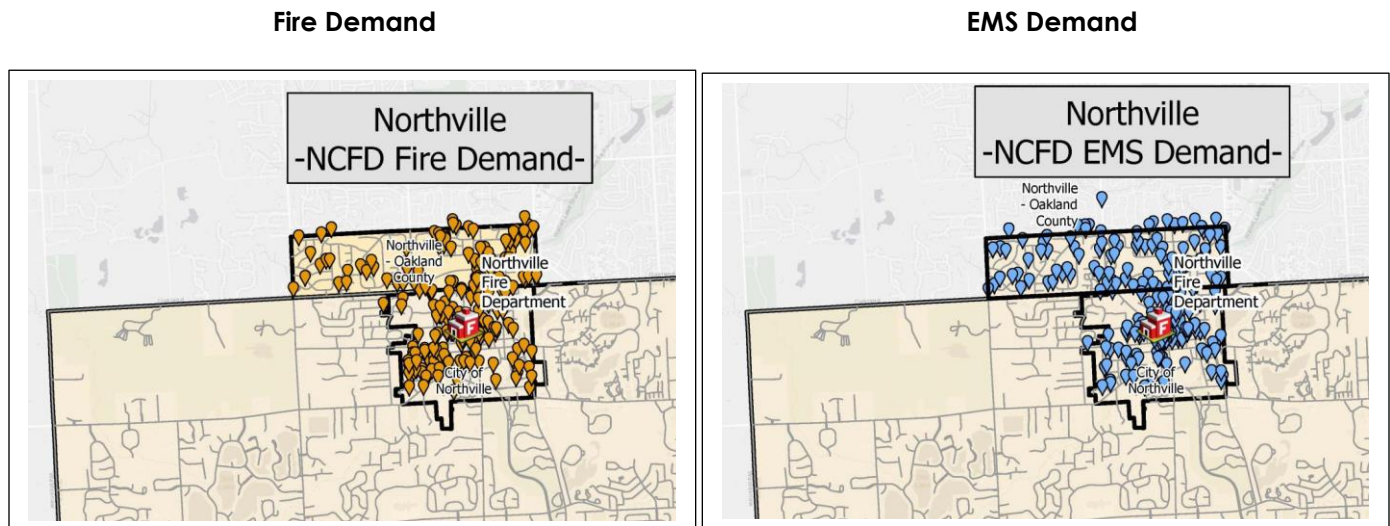 Fire Demand
EMS Demand
Northville
-NCFD Fire Demand-
Northville
- Oakland
County
Northville
Fire
Department
F
City of
Northville
Northville
-NCFD EMS Demand-
Northville
- Oakland
County
Northville
Fire
Department
F
City of
Northville